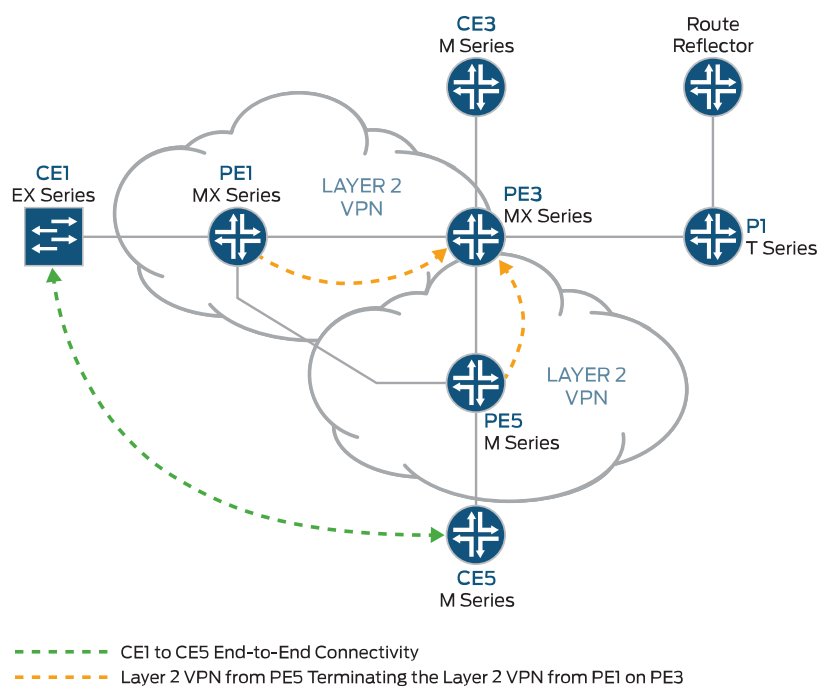 CE3
M Series
Route
Reflector
CE1
EX Series
PE1
MX Series
LAYER 2
VPN
PE3
MX Series
P1
T Series
LAYER 2
VPN
PE5
M Series
CE5
M Series
CE1 to CE5 End-to-End Connectivity
Layer 2 VPN from PE5 Terminating the Layer 2 VPN from PE1 on PE3